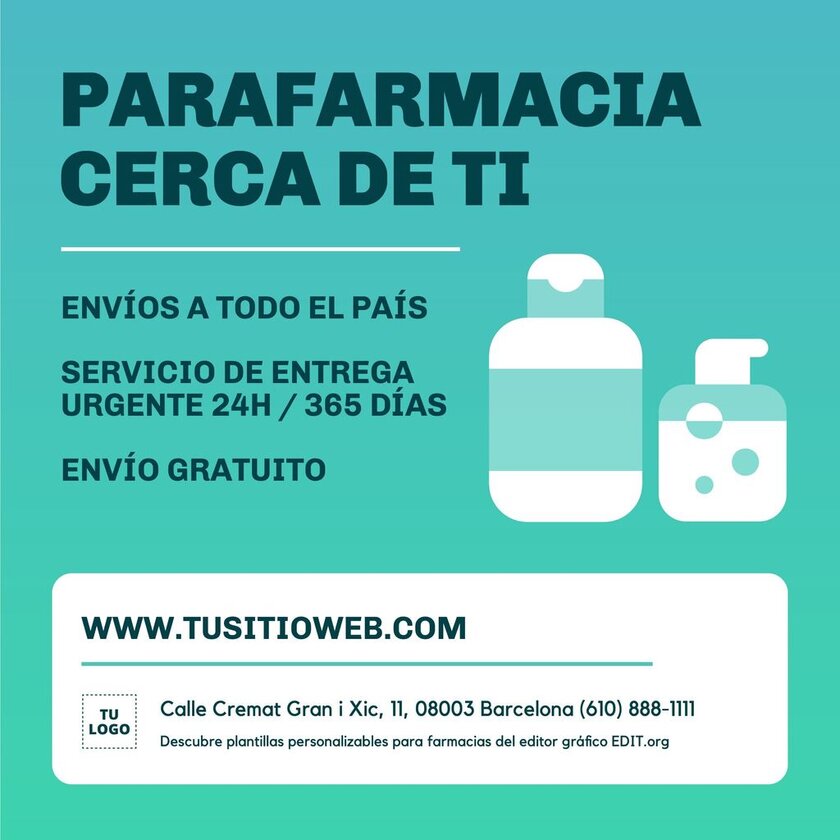 PARAFARMACIA
CERCA DE TI
ENVÍOS A TODO EL PAÍS
SERVICIO DE ENTREGA
URGENTE 24H / 365 DÍAS
ENVÍO GRATUITO
WWW.TUSITIOWEB.COM
TU
LOGO
Calle Cremat Gran i Xic, 11, 08003 Barcelona (610) 888-1111
Descubre plantillas personalizables para farmacias del editor gráfico EDIT.org